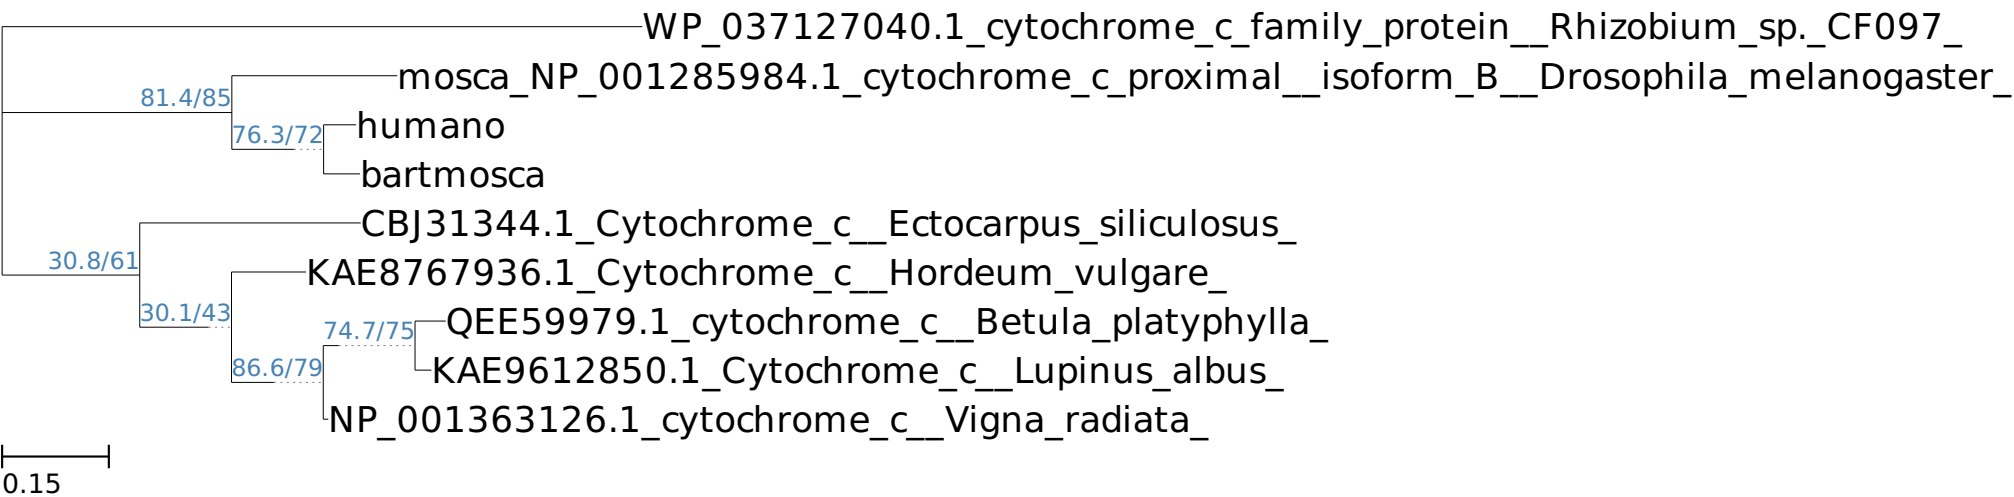 WP_037127040.1_cytochrome_c_family_protein__Rhizobium_sp._CF097_
mosca_NP_001285984.1_cytochrome_c_proximal__isoform_B__Drosophila_melanogaster_
81.4/85
humano
76.3/72
bartmosca
CBJ31344.1_Cytochrome_c__Ectocarpus_siliculosus_
30.8/61
KAE8767936.1_Cytochrome_c__Hordeum_vulgare_
30.1/43
QEE59979.1_cytochrome_c__Betula_platyphylla_
74.7/75
KAE9612850.1_Cytochrome_c__Lupinus_albus_
86.6/79
NP_001363126.1_cytochrome_c__Vigna_radiata_
0.15